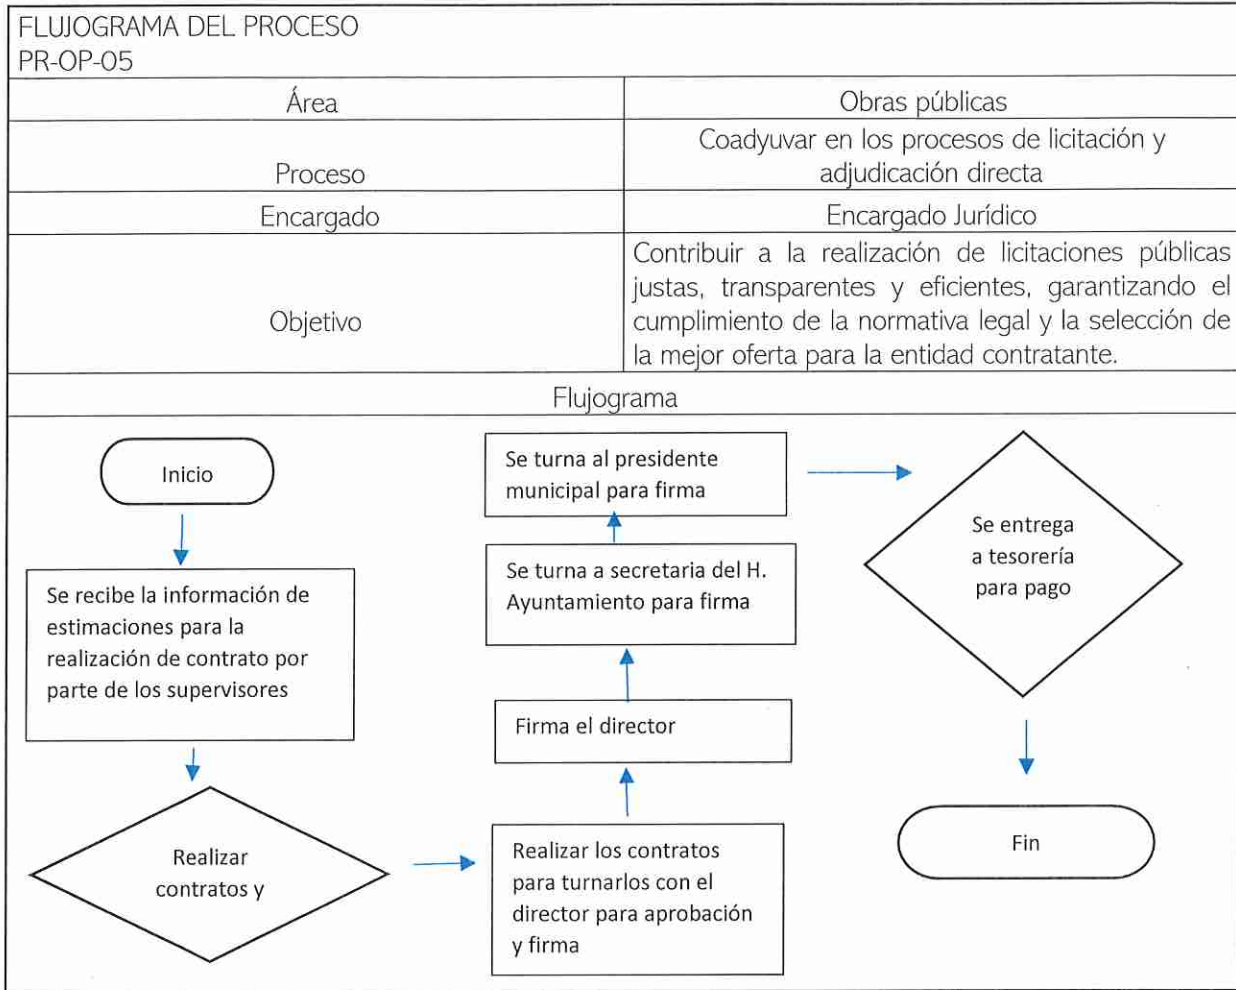 FLUJOGRAMA DEL PROCESO
PR-OP-05
Área
Obras públicas
Proceso
Coadyuvar en los procesos de licitación y
adjudicación directa
Encargado
Encargado Jurídico
Objetivo
Contribuir a la realización de licitaciones públicas
justas, transparentes y eficientes, garantizando el
cumplimiento de la normativa legal y la selección de
la mejor oferta para la entidad contratante.
Flujograma
Inicio
Se recibe la información de
estimaciones para la
realización de contrato por
parte de los supervisores
Realizar
contratos y
Realizar los contratos
para turnarlos con el
director para aprobación
y firma
Firma el director
Se turna a secretaria del H.
Ayuntamiento para firma
Se turna al presidente
municipal para firma
Se entrega
a tesorería
para pago
Fin